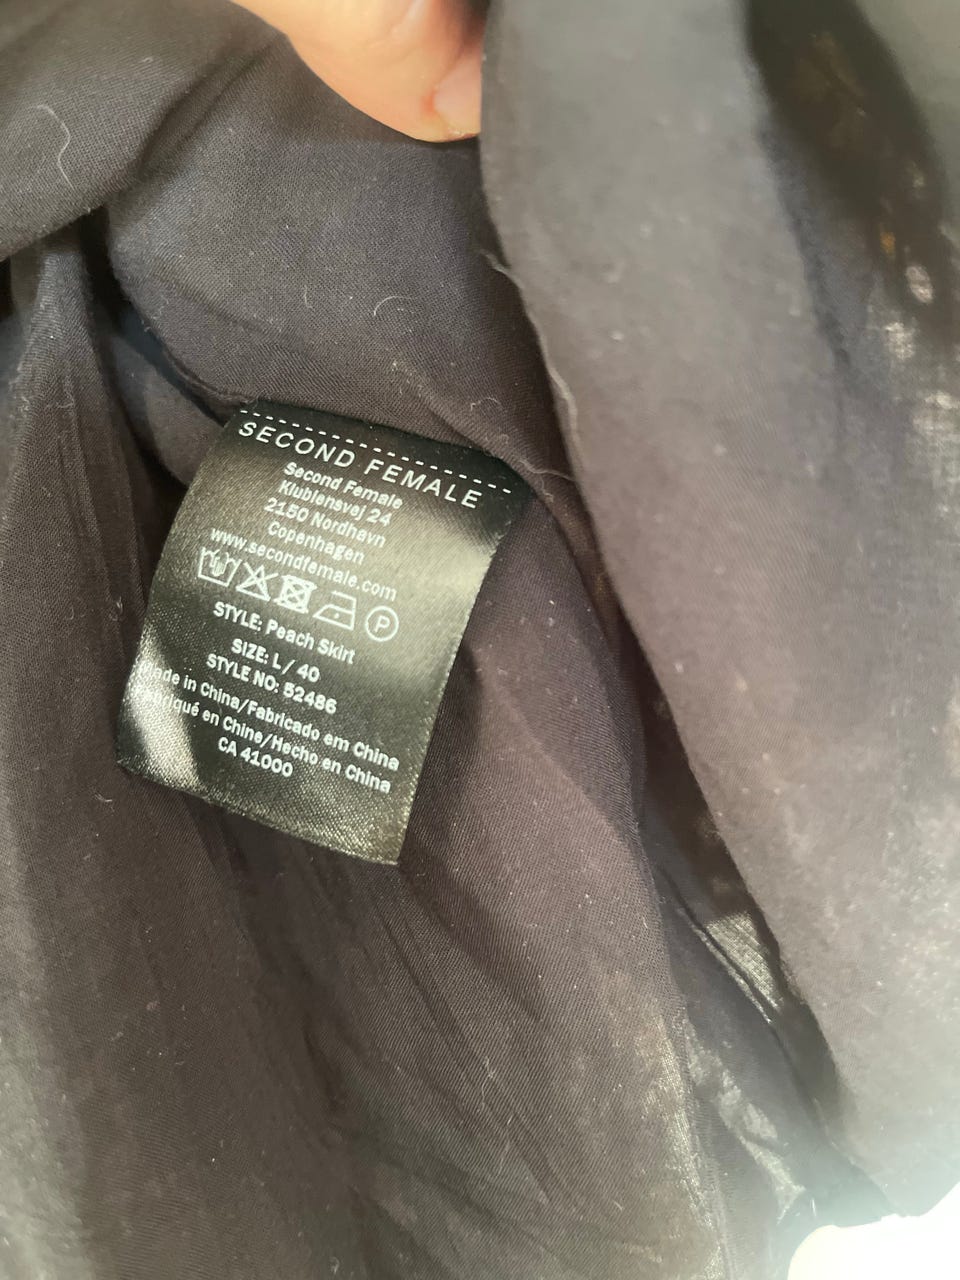 SECOND FEMALE
Second Female
Klubiensvej 24
2150 Nordhavn
Copenhagen
www.secondfemale.com
P
STYLE: Peach Skirt
SIZE: L / 40
STYLE NO: 52486
Made in China/Fabricado em China
Fabriqué en Chine/Hecho en China
CA 41000